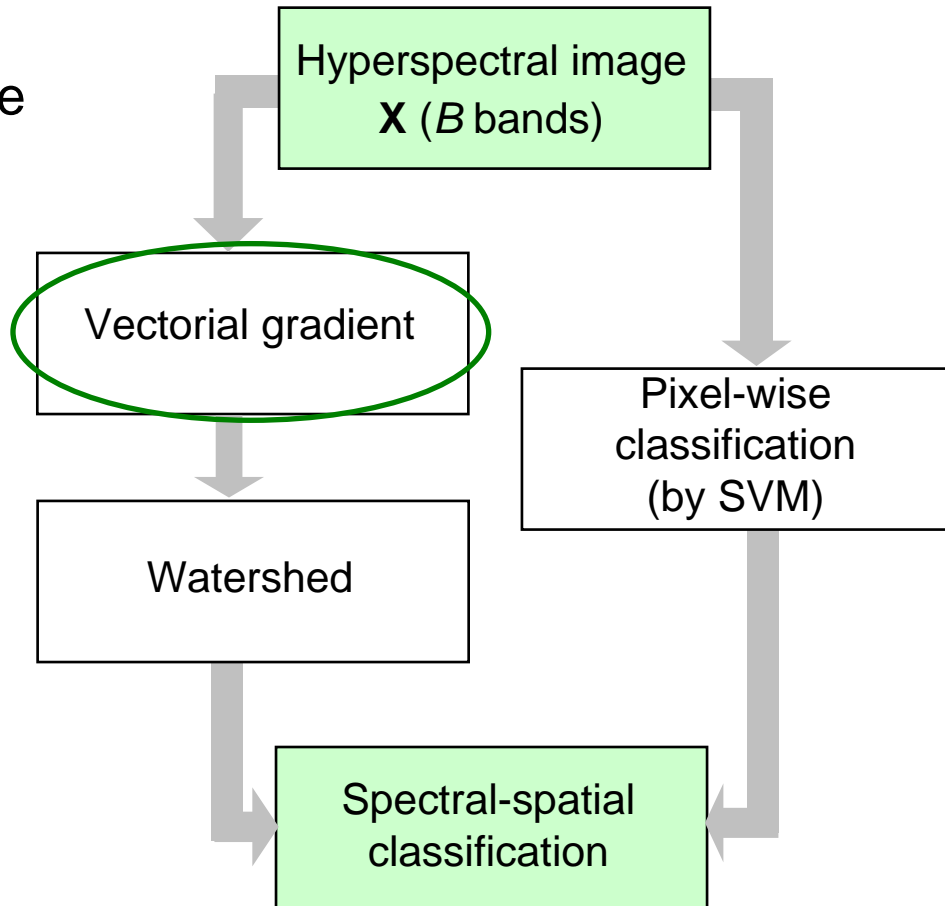 e
Hyperspectral image
X (B bands)
Vectorial gradient
Pixel-wise
classification
(by SVM)
Watershed
Spectral-spatial
classification